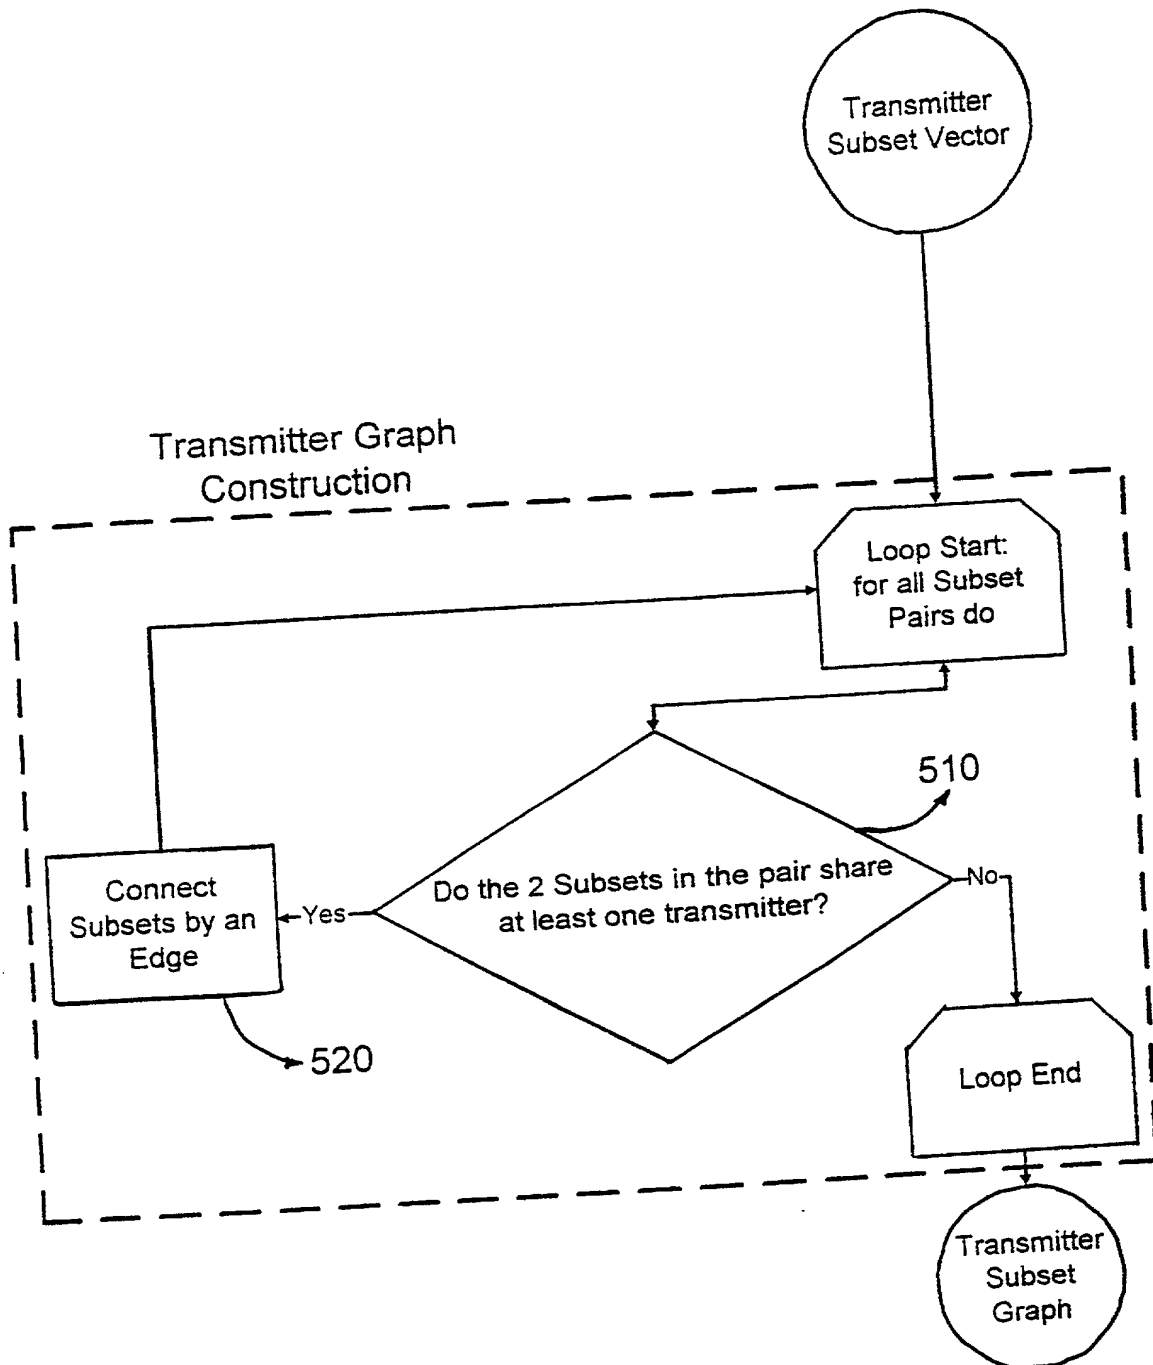 Transmitter
Subset Vector
Transmitter Graph
Construction
Loop Start:
for all Subset
Pairs do
510
Do the 2 Subsets in the pair share
at least one transmitter?
No
Yes
Connect
Subsets by an
Edge
520
Loop End
Transmitter
Subset
Graph